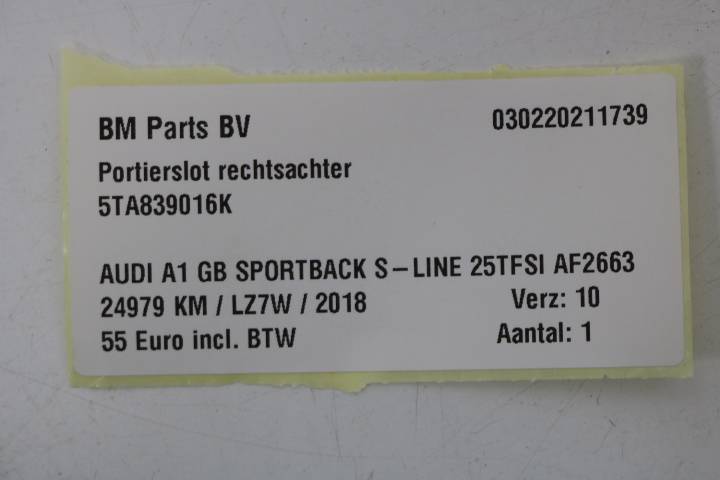 BM Parts BV 030220211739
Portierslot rechtsachter
5TA839016K
AUDI A1 GB SPORTBACK S-LINE 25TFSI AF2663
24979 KM / LZ7W / 2018 Verz: 10
55 Euro incl. BTW Aantal: 1